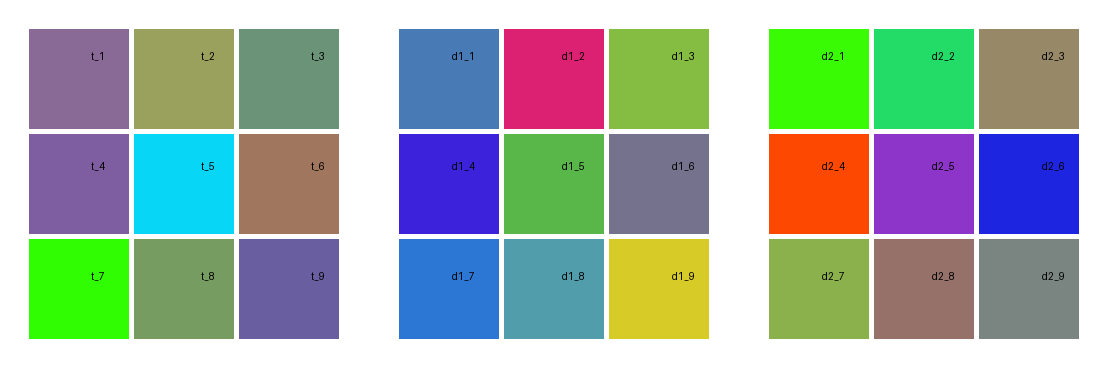 t_1 t_2 t_3 d1_1 d1_2 d1_3 d2_1 d2_2 d2_3
t_4 t_5 t_6 d1_4 d1_5 d1_6 d2_4 d2_5 d2_6
t_7 t_8 t_9 d1_7 d1_8 d1_9 d2_7 d2_8 d2_9